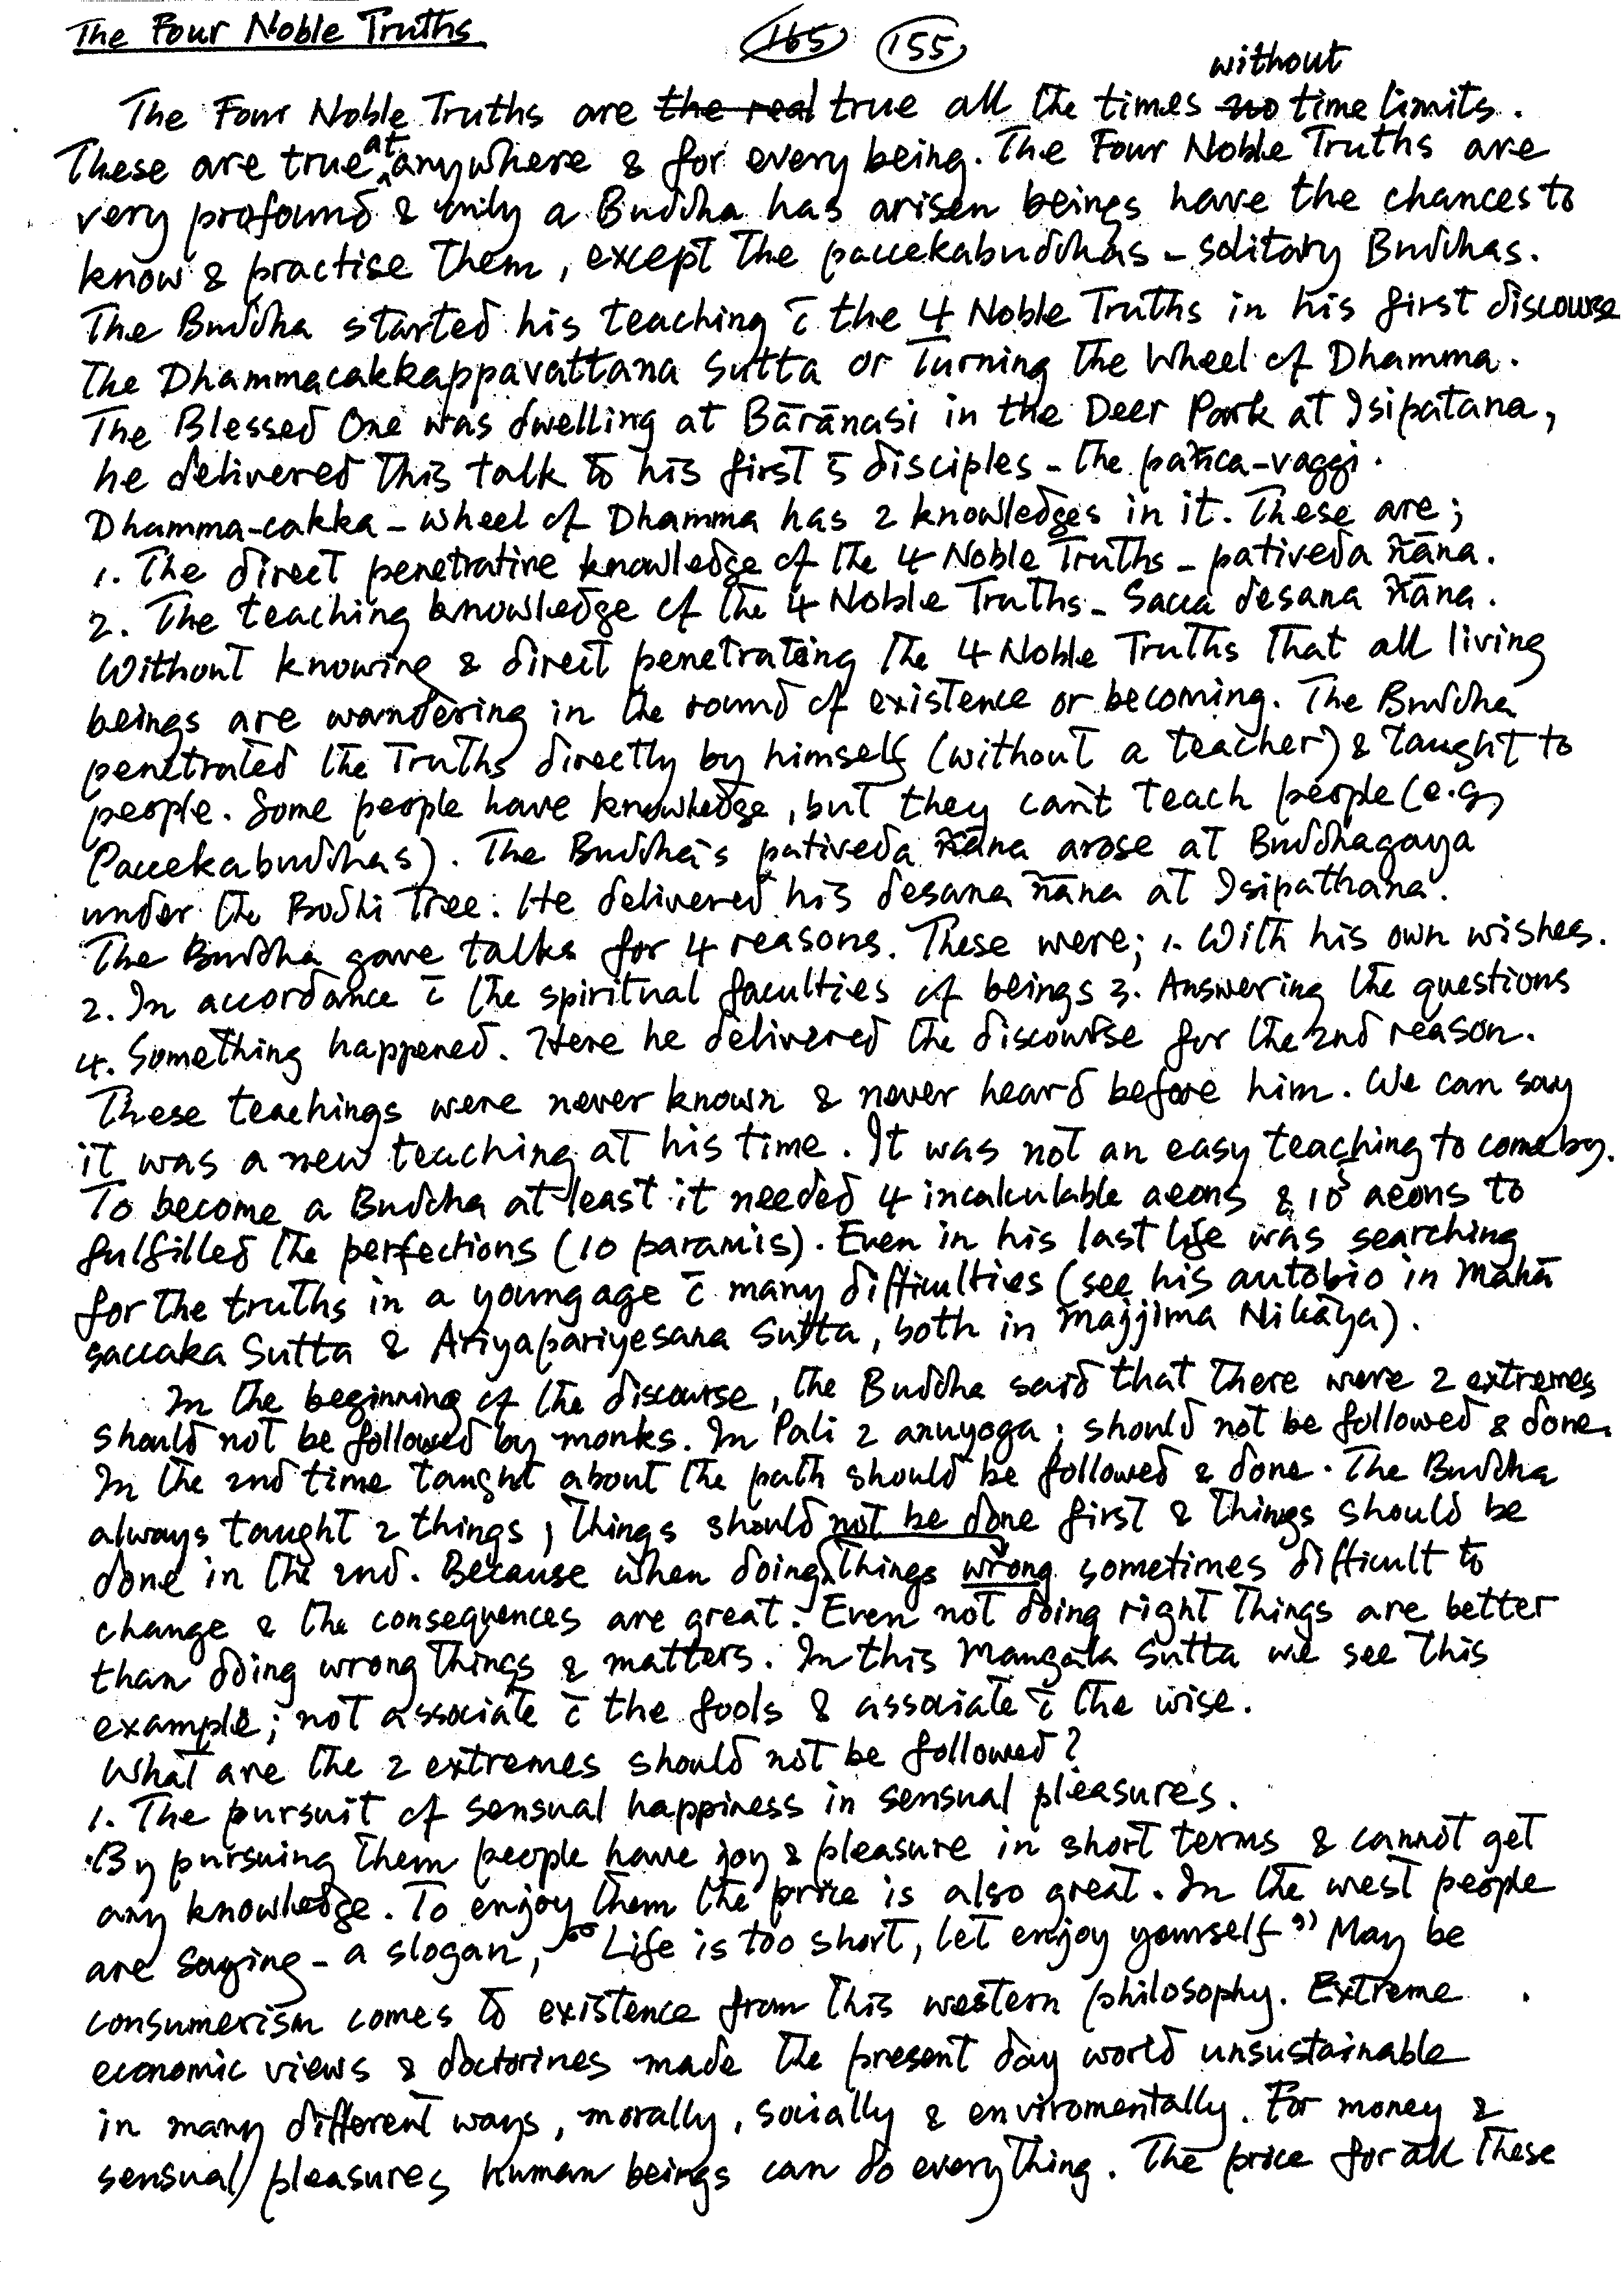 The Four Noble Truths
165 155
without
The Four Noble Truths are the real true all the times no time limits.
These are true at anywhere & for every being. The Four Noble Truths are
very profound & only a Buddha has arisen beings have the chances to
know & practise Them, except The paccekabuddhas – solitary Buddhas.
The Buddha started his teaching c̄ the 4 Noble Truths in his first discourse
The Dhammacakkappavattana Sutta or Turning The Wheel of Dhamma.
The Blessed One was dwelling at Bārānasi in the Deer Park at Isipatana,
he delivered This talk to his first 5 disciples – The pañca-vaggi.
Dhamma-cakka – wheel of Dhamma has 2 knowledges in it. These are;
1. The direct penetrative knowledge of the 4 Noble Truths – pativeda ñāna.
2. The teaching knowledge of the 4 Noble Truths – Sacca desana ñāna.
Without knowing & direct penetrating The 4 Noble Truths That all living
beings are wandering in the round of existence or becoming. The Buddha
penetrated the Truths directly by himself (without a teacher) & taught to
people. Some people have knowledge, but they can't teach people (e.g,
Paccekabuddhas). The Buddha's pativeda ñāna arose at Buddhagaya
under the Bodhi Tree. He delivered his desana ñāna at Isipathana.
The Buddha gave talks for 4 reasons. These were; 1. With his own wishes.
2. In accordance c̄ the spiritual faculties of beings 3. Answering the questions
4. Something happened. Here he delivered the discourse for the 2nd reason.
These teachings were never known & never heard before him. We can say
it was a new teaching at his time. It was not an easy teaching to come by.
To become a Buddha at least it needed 4 incalculable aeons & 10⁵ aeons to
fulfilled the perfections (10 paramis). Even in his last life was searching
for the truths in a young age c̄ many difficulties (see his autobio in Mahā
saccaka Sutta & Ariyapariyesana Sutta, both in Majjima Nikāya).
In the beginning of the discourse, the Buddha said that there were 2 extremes
should not be followed by monks. In Pali 2 anuyoga; should not be followed & done.
In the 2nd time taught about the path should be followed & done. The Buddha
always taught 2 things; things should not be done first & things should be
done in the 2nd. Because when doing things wrong sometimes difficult to
change & the consequences are great. Even not doing right things are better
than doing wrong things & matters. In this Mangala Sutta we see this
example; not associate c̄ the fools & associate c̄ the wise.
What are the 2 extremes should not be followed?
1. The pursuit of sensual happiness in sensual pleasures.
By pursuing Them people have joy & pleasure in short terms & cannot get
any knowledge. To enjoy Them the price is also great. In the west people
are saying – a slogan, "Life is too short, let enjoy yourself" May be
consumerism comes to existence from this western philosophy. Extreme
economic views & doctorines made the present day world unsustainable
in many different ways, morally, socially & enviromentally. For money &
sensual pleasures human beings can do everything. The price for all these